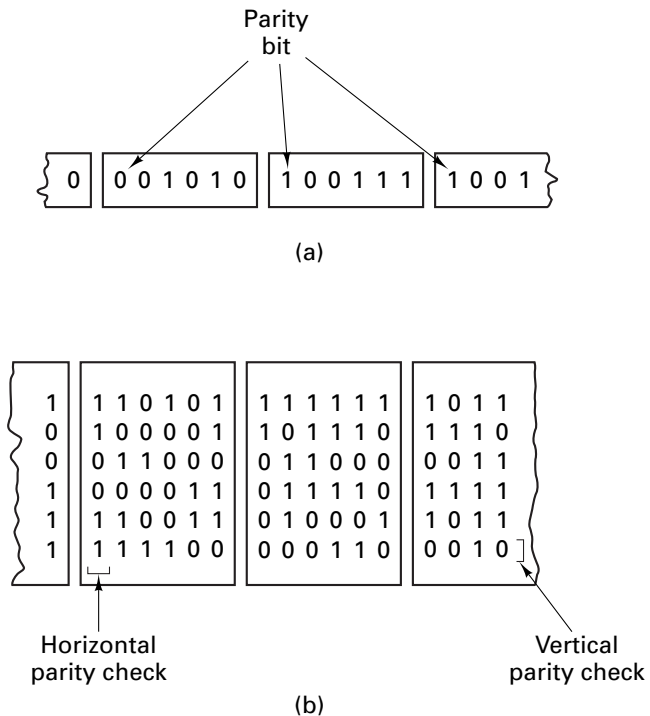 Parity
bit
0 0 0 1 0 1 0 1 0 0 1 1 1 1 0 0 1
(a)
1 1 1 0 1 0 1 1 1 1 1 1 1 1 0 1 1
0 1 0 0 0 0 1 1 0 1 1 1 0 1 1 1 0
0 0 1 1 0 0 0 0 1 1 0 0 0 0 0 1 1
1 0 0 0 0 1 1 0 1 1 1 1 0 1 1 1 1
1 1 1 0 0 1 1 0 1 0 0 0 1 1 0 1 1
1 1 1 1 1 0 0 0 0 0 1 1 0 0 0 1 0
Horizontal
parity check
Vertical
parity check
(b)